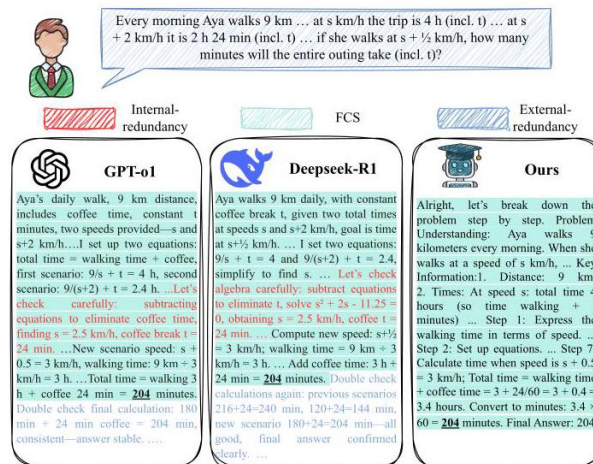 Every morning Aya walks 9 km … at s km/h the trip is 4 h (incl. t) … at s
+ 2 km/h it is 2 h 24 min (incl. t) … if she walks at s + ½ km/h, how many
minutes will the entire outing take (incl. t)?
Internal-
redundancy
FCS
External-
redundancy
GPT-o1
Aya's daily walk, 9 km distance,
includes coffee time, constant t
minutes, two speeds provided—s and
s+2 km/h.…I set up two equations:
total time = walking time + coffee,
first scenario: 9/s + t = 4 h, second
scenario: 9/(s+2) + t = 2.4 h. …Let's
check carefully: subtracting
equations to eliminate coffee time,
finding s = 2.5 km/h, coffee break t =
24 min. …New scenario speed: s +
0.5 = 3 km/h, walking time: 9 km ÷ 3
km/h = 3 h. …Total time = walking 3
h + coffee 24 min = 204 minutes.
Double check final calculation: 180
min + 24 min coffee = 204 min,
consistent—answer stable. ….
Deepseek-R1
Aya walks 9 km daily, with constant
coffee break t, given two total times
at speeds s and s+2 km/h, goal is time
at s+½ km/h. … I set two equations:
9/s + t = 4 and 9/(s+2) + t = 2.4,
simplify to find s. … Let's check
algebra carefully: subtract equations
to eliminate t, solve s² + 2s - 11.25 =
0, obtaining s = 2.5 km/h, coffee t =
24 min. … Compute new speed: s+½
= 3 km/h; walking time = 9 km ÷ 3
km/h = 3 h. … Add coffee time: 3 h +
24 min = 204 minutes. Double check
calculations again: previous scenarios
216+24=240 min, 120+24=144 min,
new scenario 180+24=204 min—all
good, final answer confirmed
clearly. ….
Ours
Alright, let's break down the
problem step by step. Problem
Understanding: Aya walks 9
kilometers every morning. When she
walks at a speed of s km/h, … Key
Information:1. Distance: 9 km
2. Times: At speed s: total time 4
hours (so time walking +
minutes) ... Step 1: Express the
walking time in terms of speed. ...
Step 2: Set up equations. ... Step 7:
Calculate time when speed is s + 0.5
= 3 km/h; Total time = walking time
+ coffee time = 3 + 24/60 = 3 + 0.4 =
3.4 hours. Convert to minutes: 3.4 ×
60 = 204 minutes. Final Answer: 204